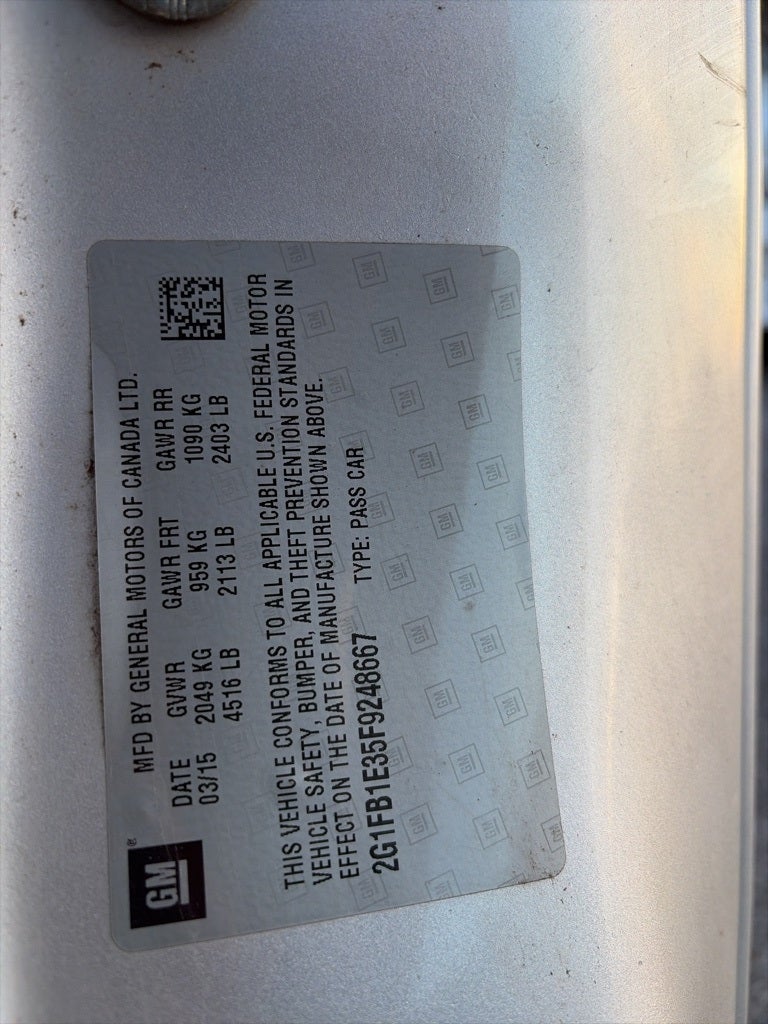 GM®
MFD BY GENERAL MOTORS OF CANADA LTD.
DATE GVWR GAWR FRT GAWR RR
03/15 2049 KG 959 KG 1090 KG
4516 LB 2113 LB 2403 LB
THIS VEHICLE CONFORMS TO ALL APPLICABLE U.S. FEDERAL MOTOR
VEHICLE SAFETY, BUMPER, AND THEFT PREVENTION STANDARDS IN
EFFECT ON THE DATE OF MANUFACTURE SHOWN ABOVE.
2G1FB1E35F9248667 TYPE: PASS CAR